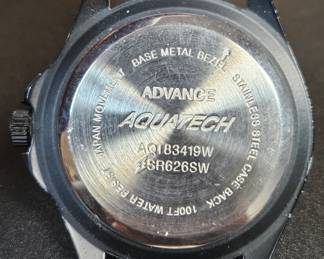 BASE METAL BEZEL
STAINLESS STEEL CASE BACK
100FT WATER RESIST
JAPAN MOVEMENT
ADVANCE
AQUATECH
AQ183419W
#SR626SW